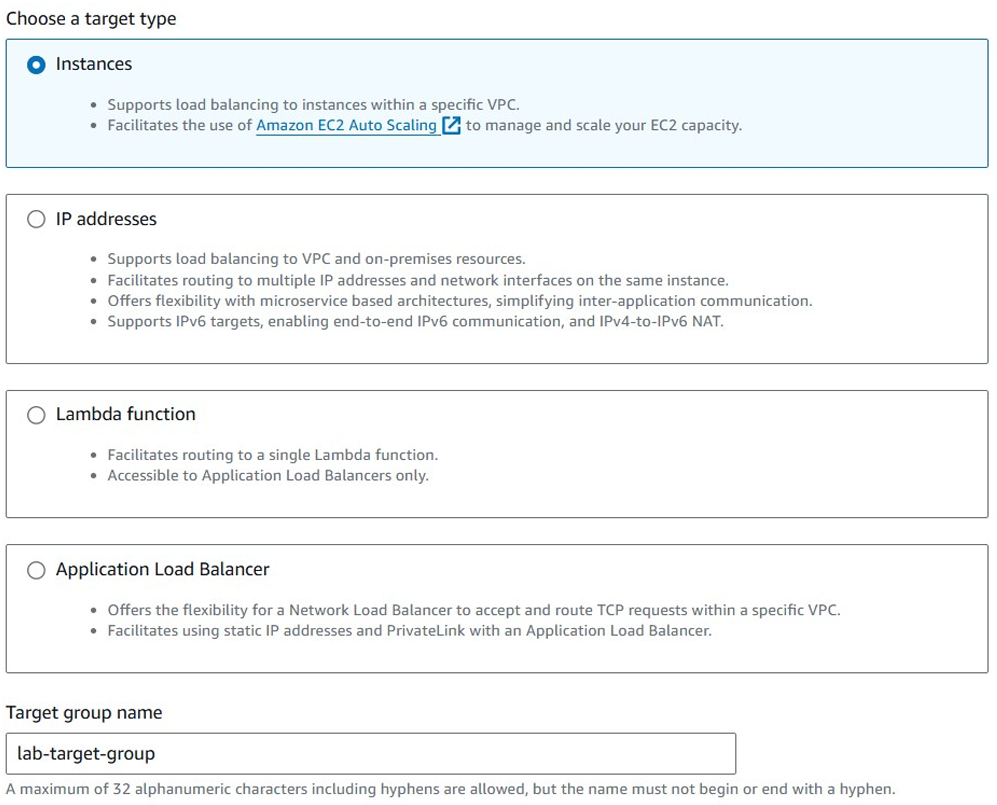 Choose a target type
Instances
• Supports load balancing to instances within a specific VPC.
• Facilitates the use of Amazon EC2 Auto Scaling to manage and scale your EC2 capacity.
IP addresses
• Supports load balancing to VPC and on-premises resources.
• Facilitates routing to multiple IP addresses and network interfaces on the same instance.
• Offers flexibility with microservice based architectures, simplifying inter-application communication.
• Supports IPv6 targets, enabling end-to-end IPv6 communication, and IPv4-to-IPv6 NAT.
Lambda function
• Facilitates routing to a single Lambda function.
• Accessible to Application Load Balancers only.
Application Load Balancer
• Offers the flexibility for a Network Load Balancer to accept and route TCP requests within a specific VPC.
• Facilitates using static IP addresses and PrivateLink with an Application Load Balancer.
Target group name
lab-target-group
A maximum of 32 alphanumeric characters including hyphens are allowed, but the name must not begin or end with a hyphen.